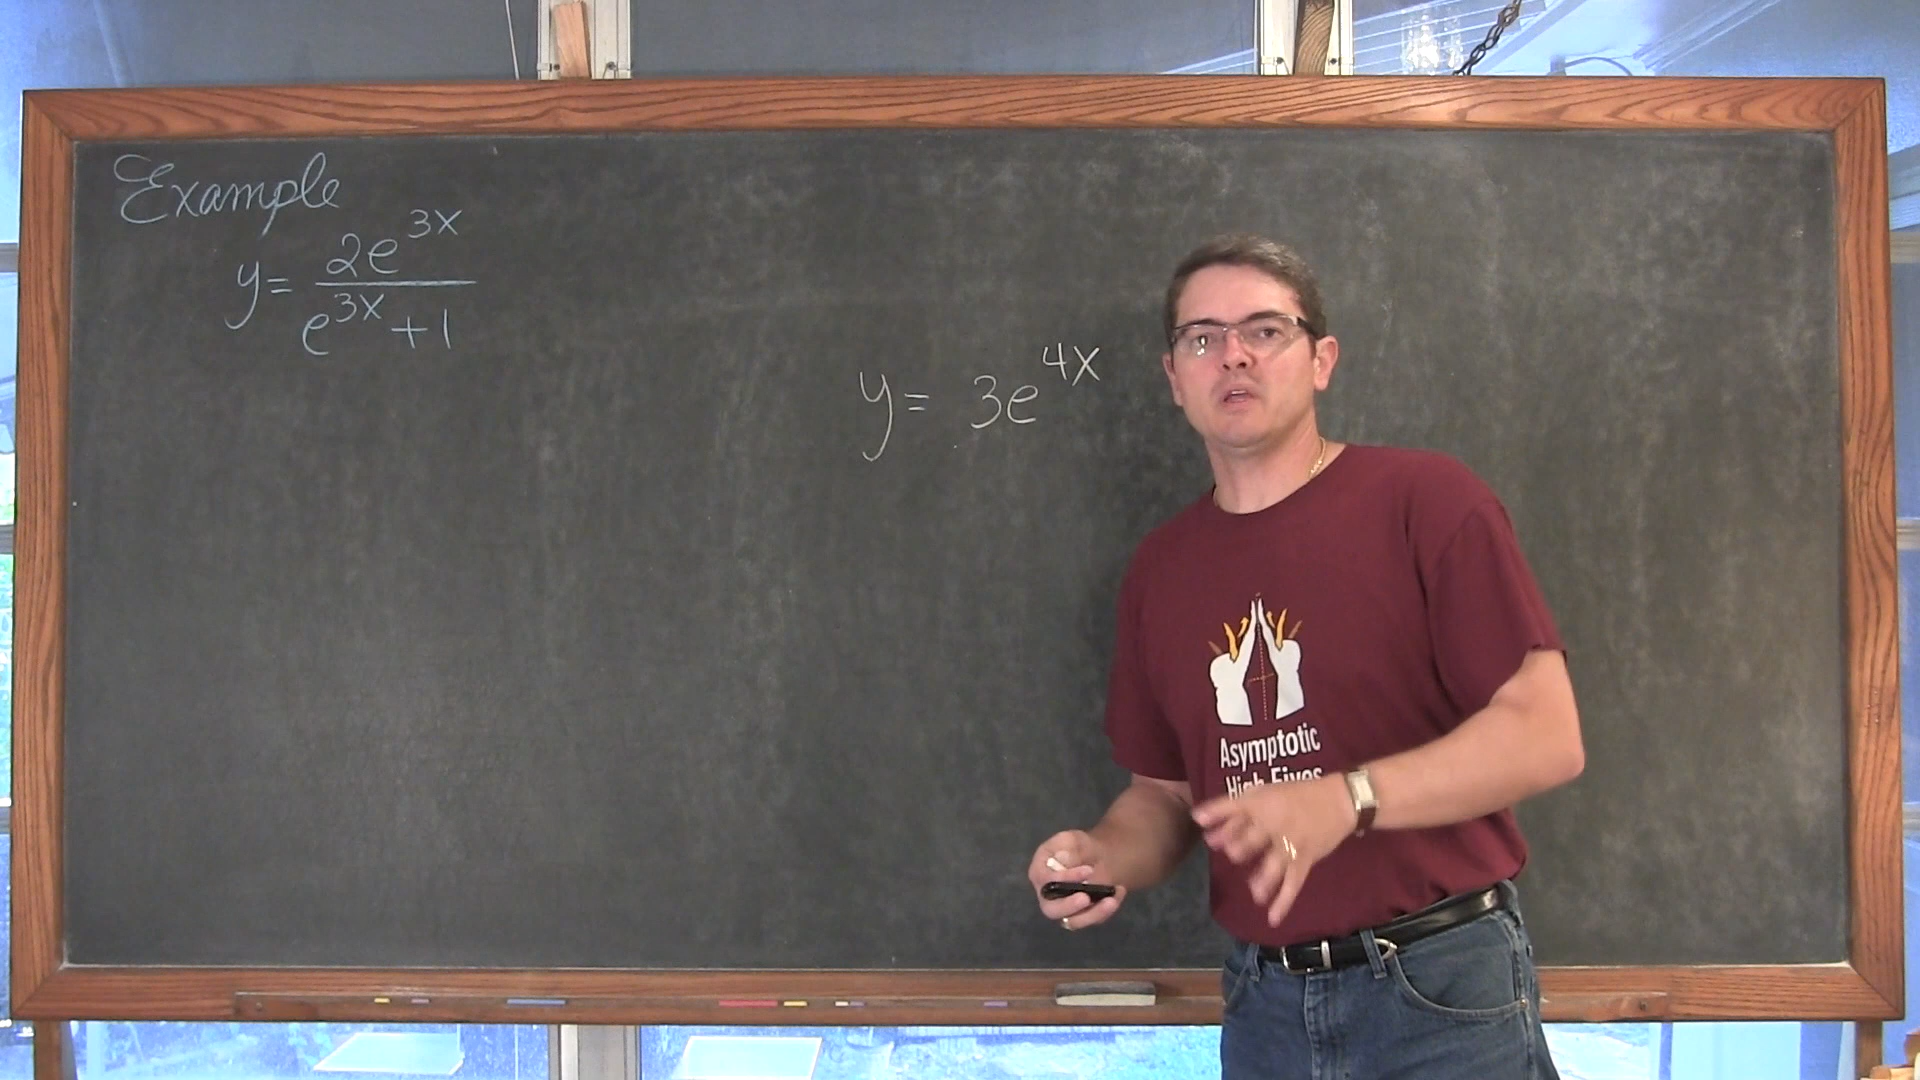 Example
y = 2e^{3x} / (e^{3x} + 1)
y = 3e^{4x}
Asymptotic
High Fives